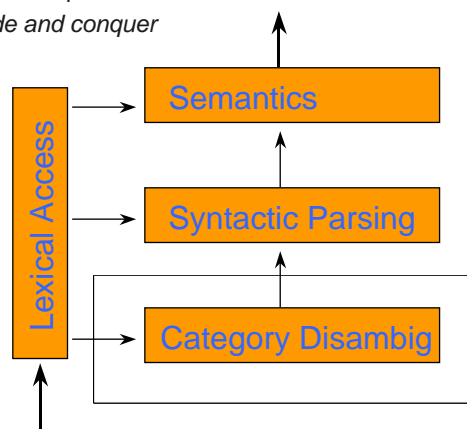 de and conquer
Semantics
Lexical Access
Syntactic Parsing
Category Disambig